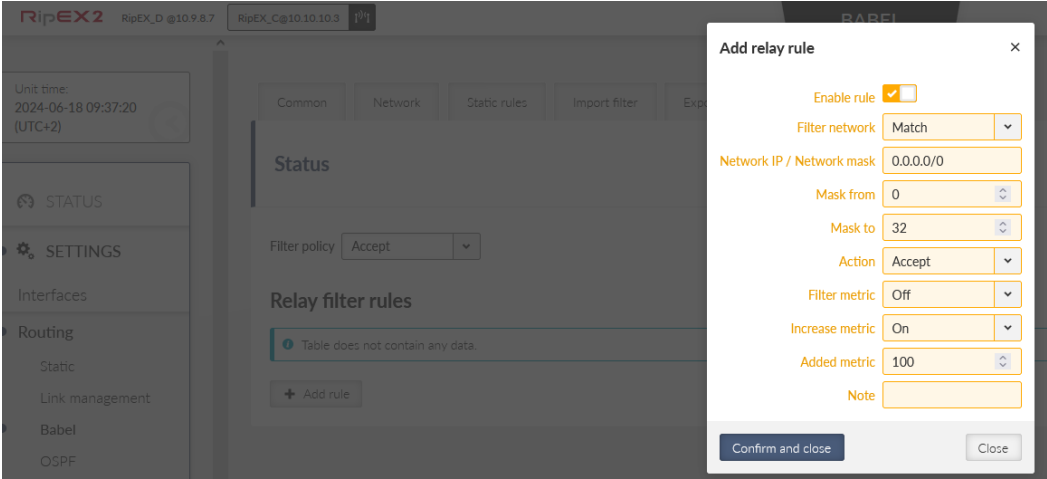 RipEX2 RipEX_D @10.9.8.7 RipEX_C@10.10.10.3 BABEL
Unit time:
2024-06-18 09:37:20
(UTC+2)
STATUS
SETTINGS
Interfaces
Routing
Static
Link management
Babel
OSPF
Common Network Static rules Import filter
Status
Filter policy Accept
Relay filter rules
Table does not contain any data.
+ Add rule
Add relay rule ×
Enable rule
Filter network Match
Network IP / Network mask 0.0.0.0/0
Mask from 0
Mask to 32
Action Accept
Filter metric Off
Increase metric On
Added metric 100
Note
Confirm and close Close